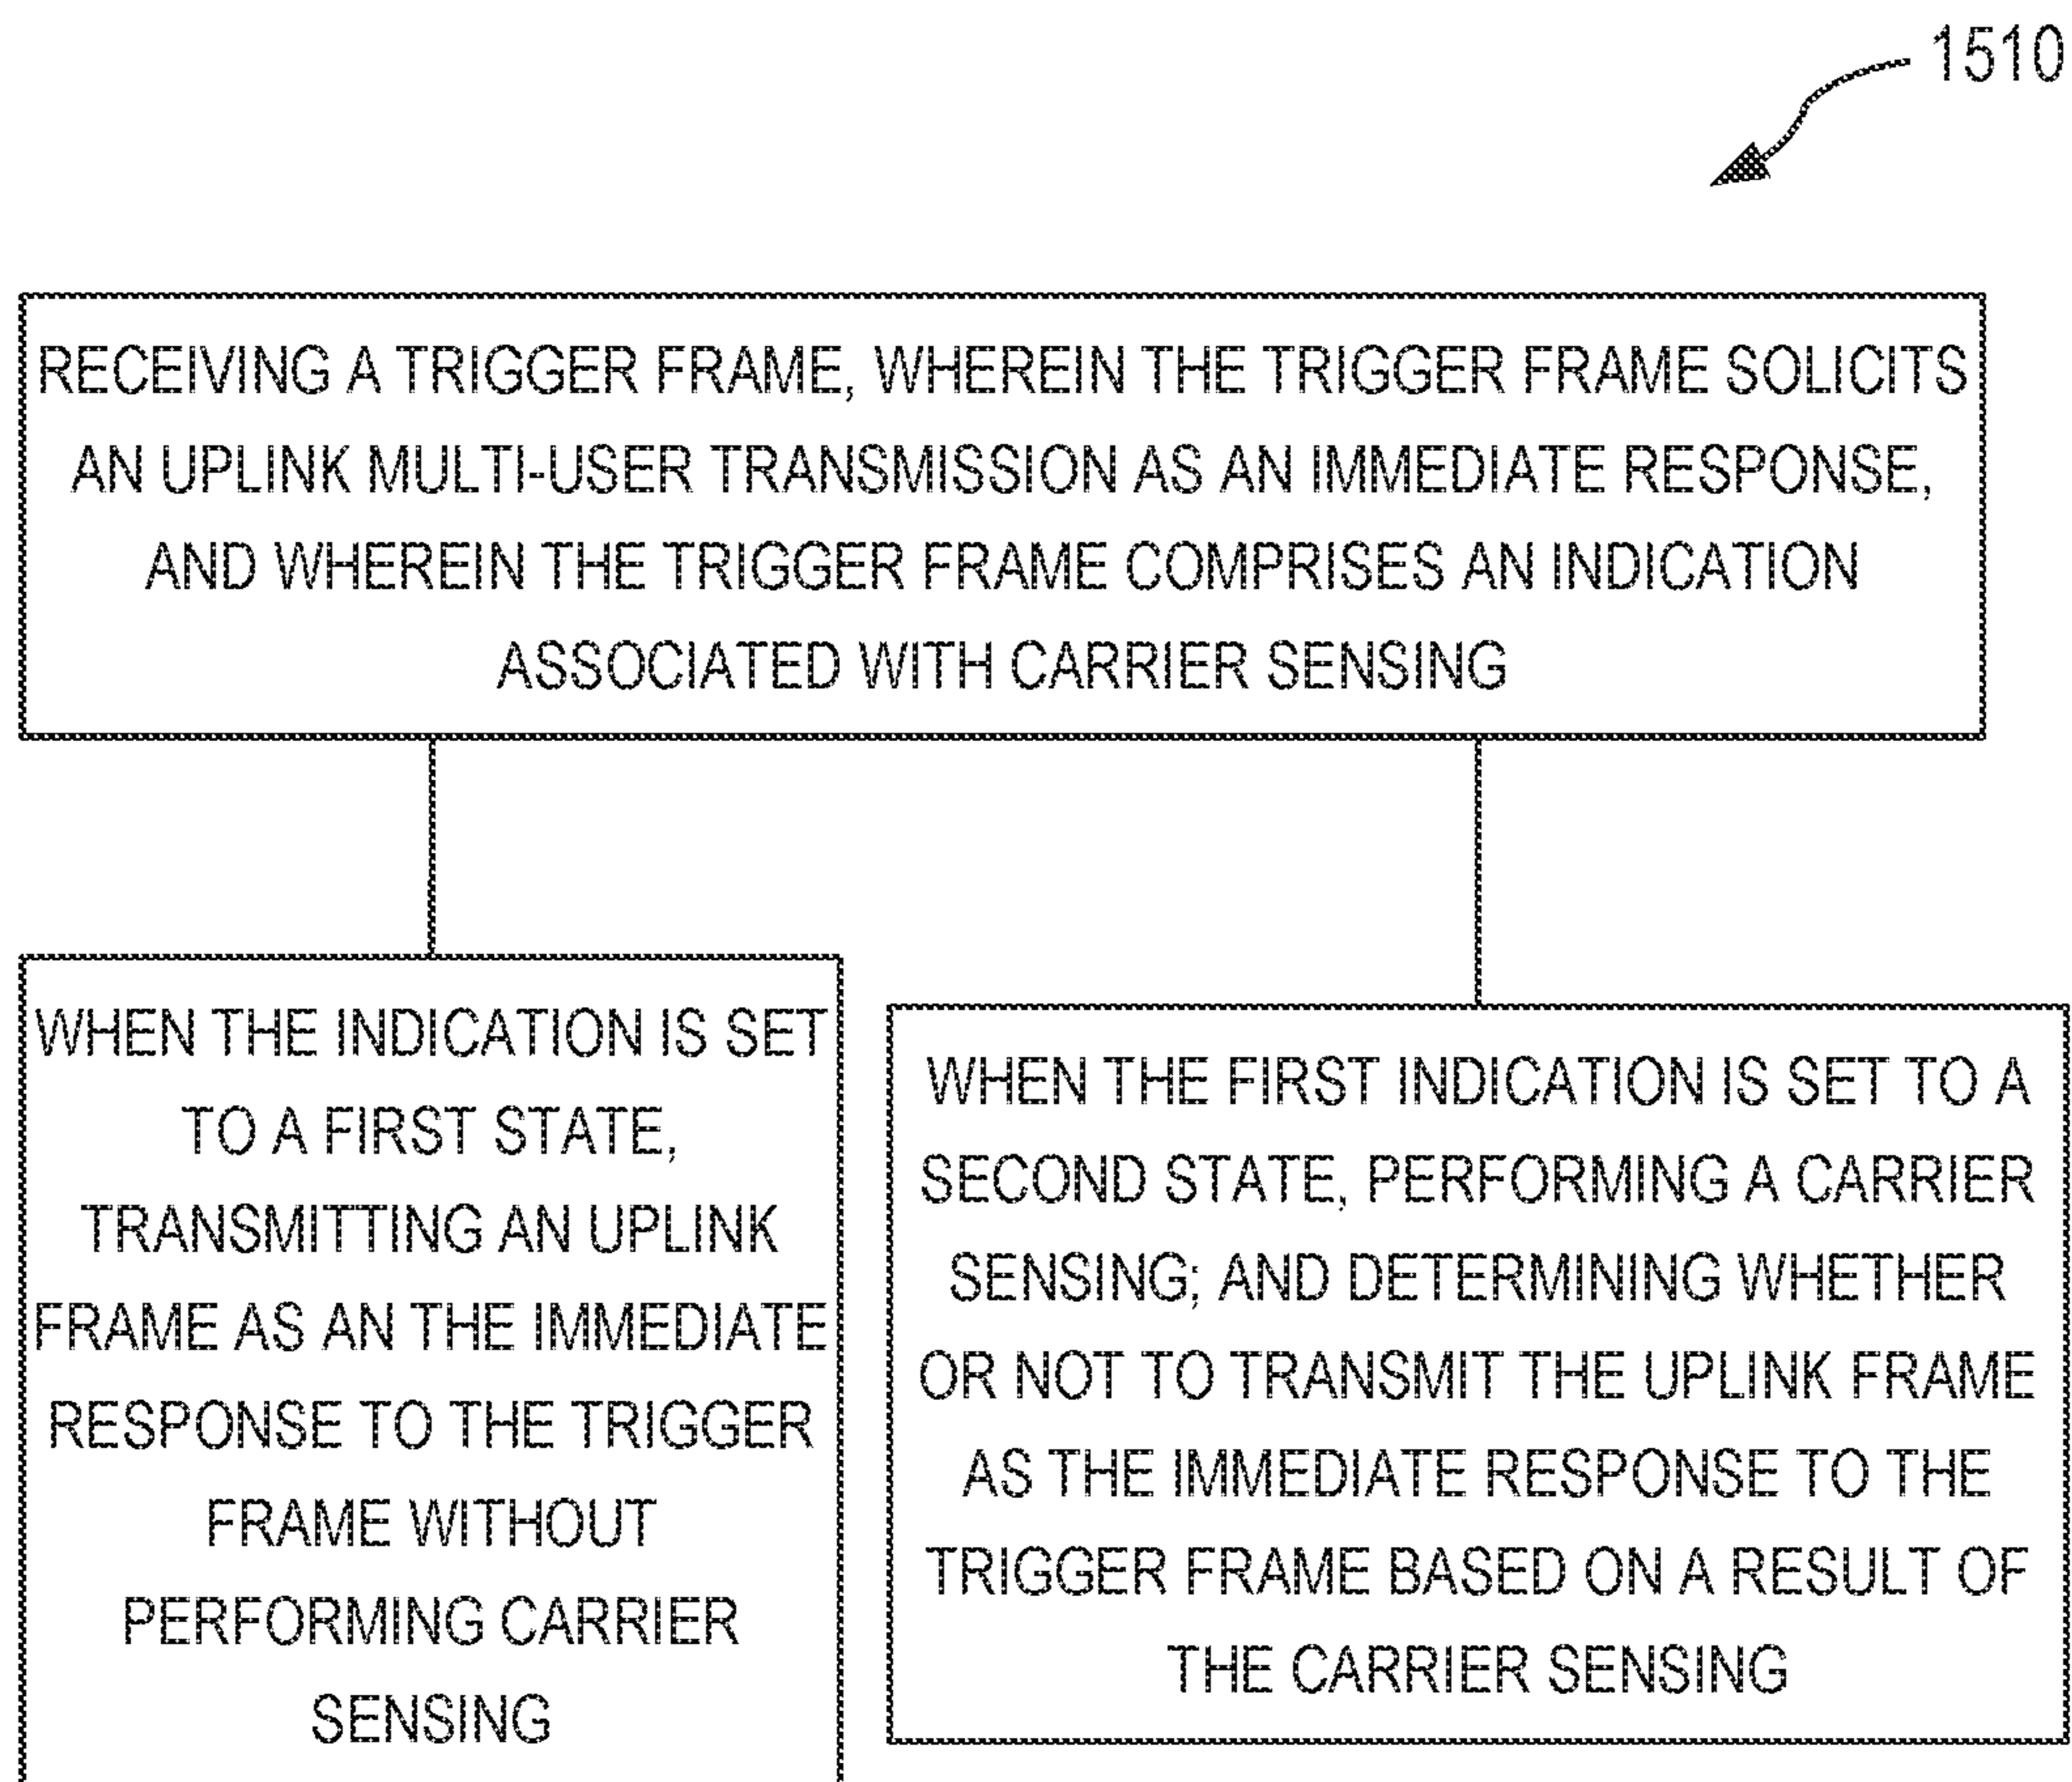 1510
RECEIVING A TRIGGER FRAME, WHEREIN THE TRIGGER FRAME SOLICITS
AN UPLINK MULTI-USER TRANSMISSION AS AN IMMEDIATE RESPONSE,
AND WHEREIN THE TRIGGER FRAME COMPRISES AN INDICATION
ASSOCIATED WITH CARRIER SENSING
WHEN THE INDICATION IS SET
TO A FIRST STATE,
TRANSMITTING AN UPLINK
FRAME AS AN THE IMMEDIATE
RESPONSE TO THE TRIGGER
FRAME WITHOUT
PERFORMING CARRIER
SENSING
WHEN THE FIRST INDICATION IS SET TO A
SECOND STATE, PERFORMING A CARRIER
SENSING; AND DETERMINING WHETHER
OR NOT TO TRANSMIT THE UPLINK FRAME
AS THE IMMEDIATE RESPONSE TO THE
TRIGGER FRAME BASED ON A RESULT OF
THE CARRIER SENSING